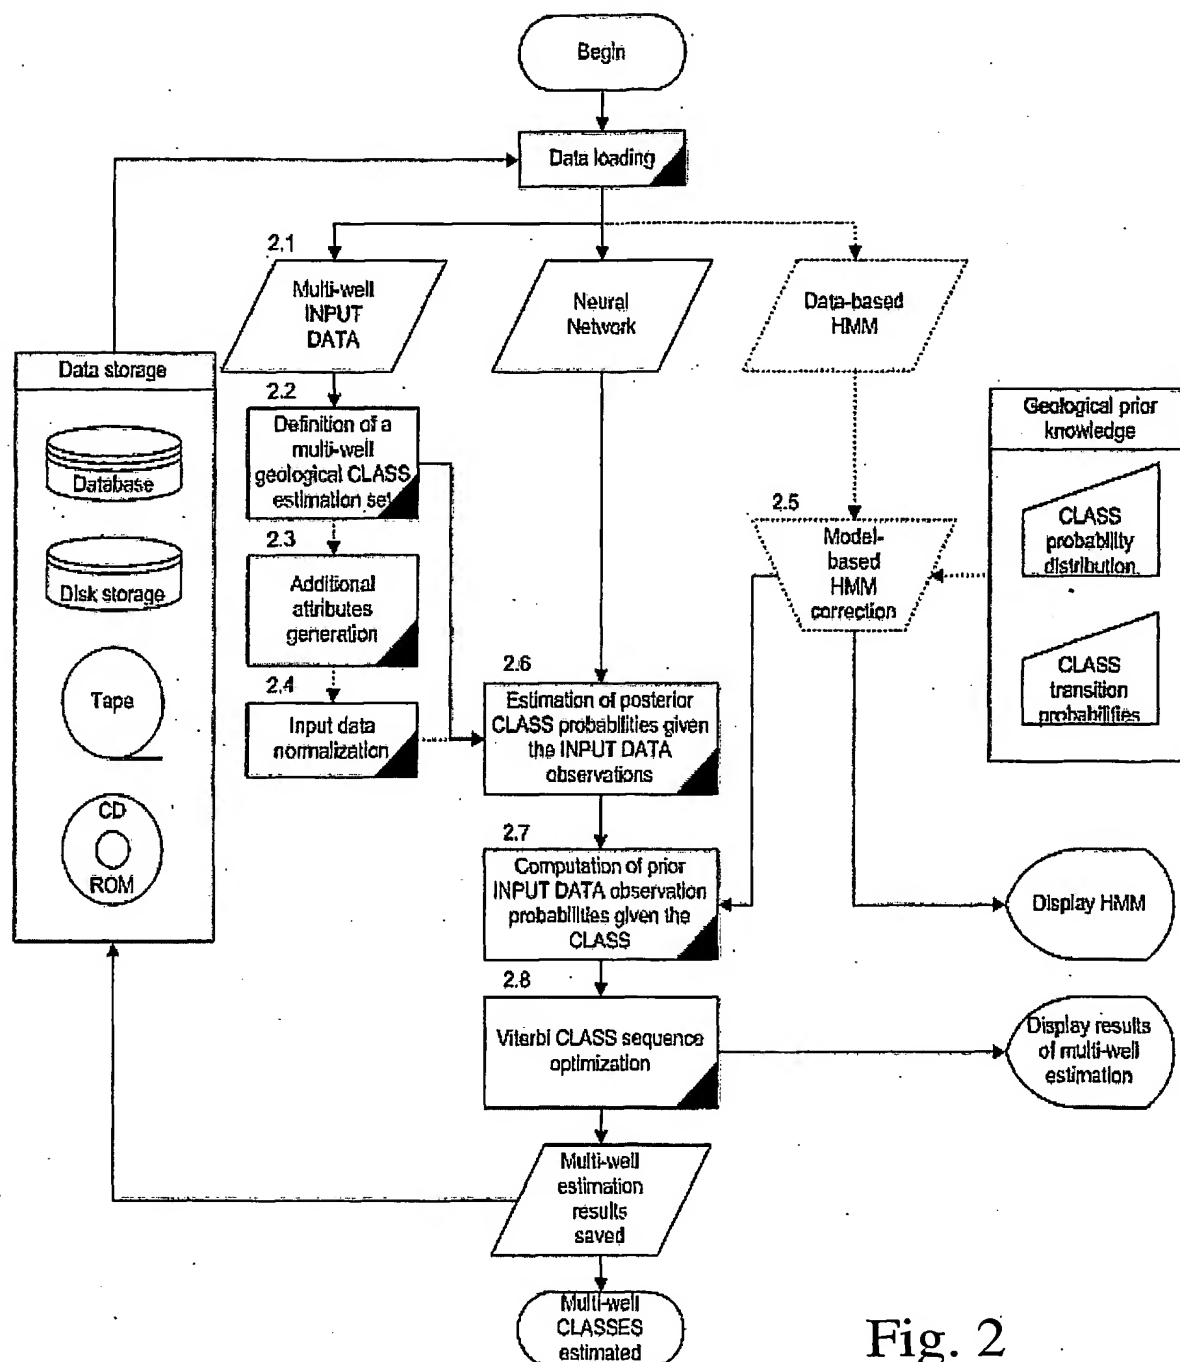 Begin
Data loading
2.1
Multi-well
INPUT
DATA
Neural
Network
Data-based
HMM
Data storage
Database
Disk storage
Tape
CD
ROM
2.2
Definition of a
multi-well
geological CLASS
estimation set
2.3
Additional
attributes
generation
2.4
Input data
normalization
Geological prior
knowledge
CLASS
probability
distribution
CLASS
transition
probabilities
2.5
Model-
based
HMM
correction
2.6
Estimation of posterior
CLASS probabilities given
the INPUT DATA
observations
2.7
Computation of prior
INPUT DATA observation
probabilities given the
CLASS
Display HMM
2.8
Viterbi CLASS sequence
optimization
Display results
of multi-well
estimation
Multi-well
estimation
results
saved
Multi-well
CLASSES
estimated
Fig. 2